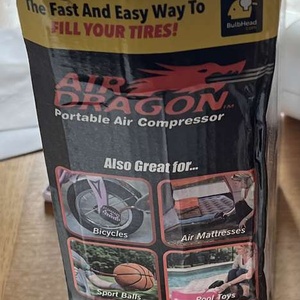 The Fast And Easy Way To
FILL YOUR TIRES!
BulbHead
AIR
DRAGON™
Portable Air Compressor
Also Great for...
Bicycles
Air Mattresses
Sport Balls
Pool Toys